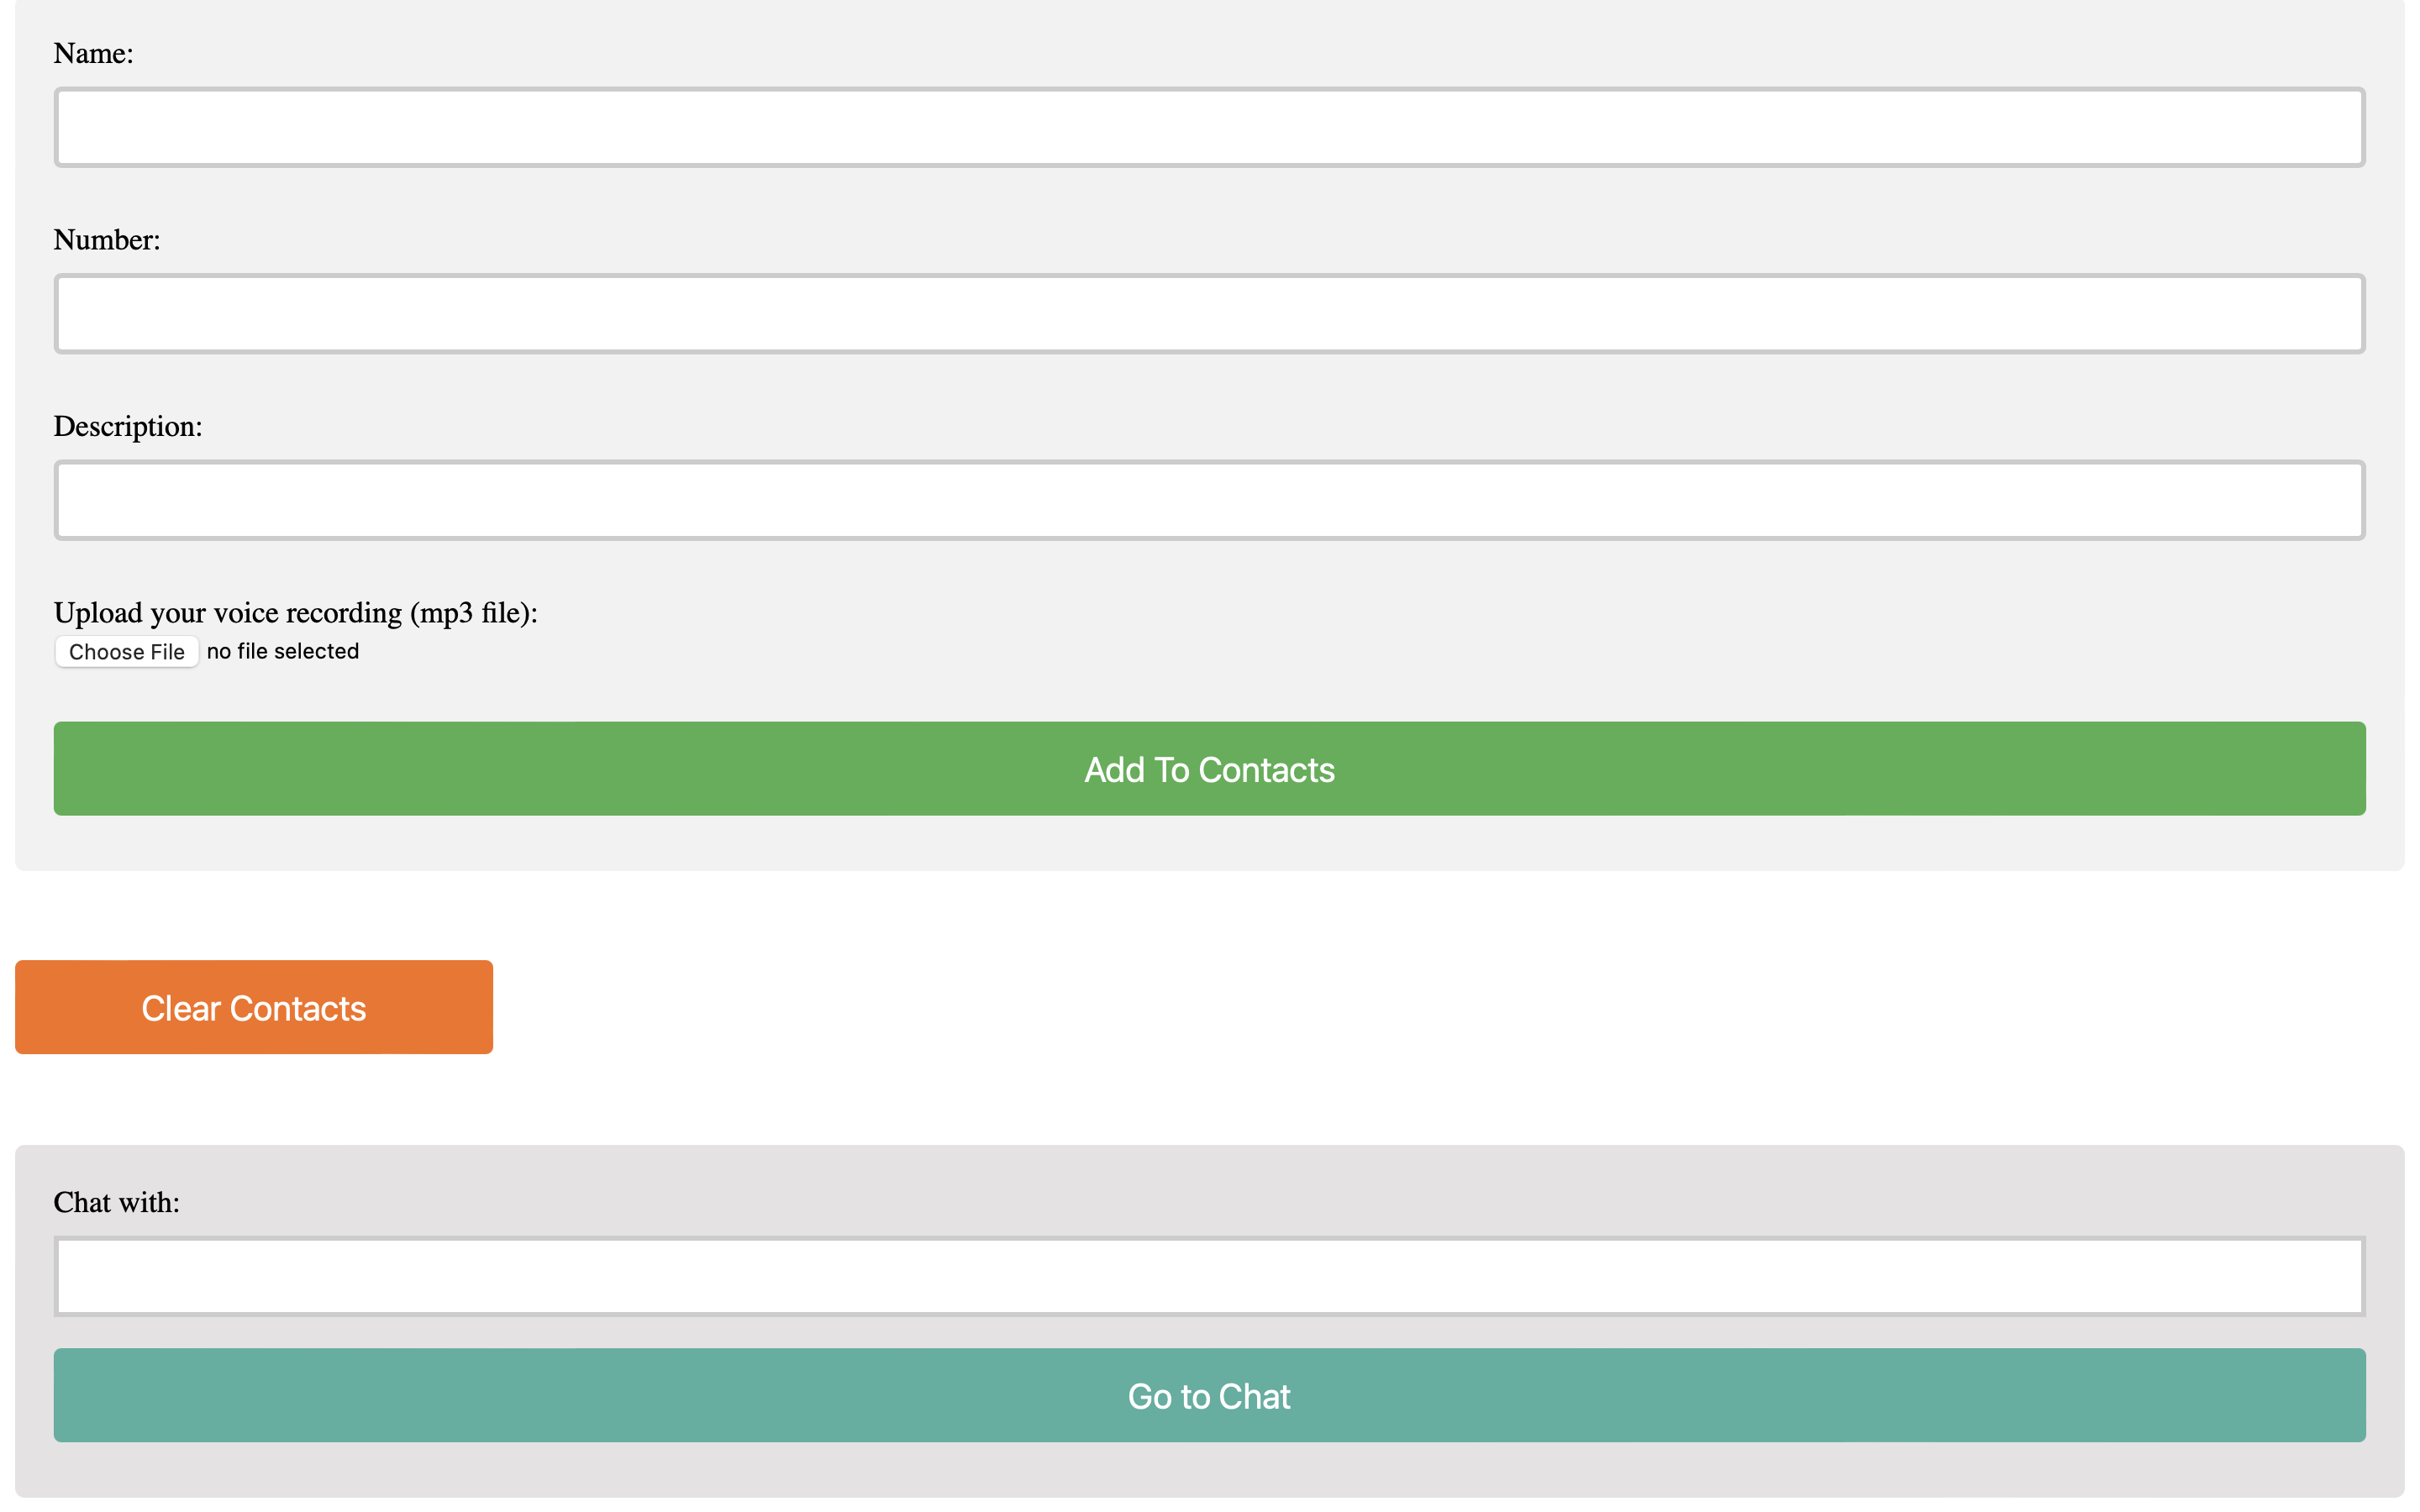 Name:
Number:
Description:
Upload your voice recording (mp3 file):
Choose File no file selected
Add To Contacts
Clear Contacts
Chat with:
Go to Chat